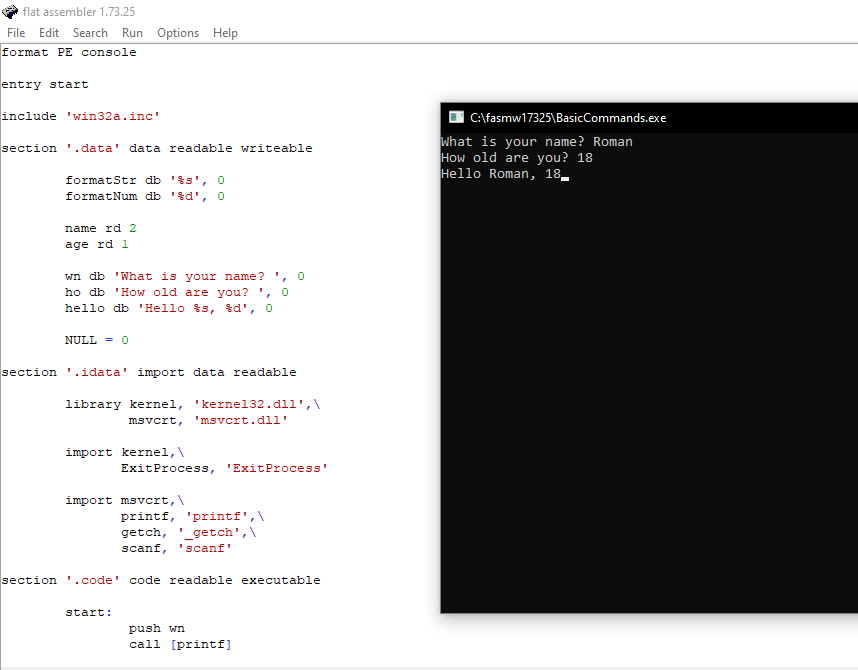 flat assembler 1.73.25
File Edit Search Run Options Help
format PE console
entry start
include 'win32a.inc'
section '.data' data readable writeable
formatStr db '%s', 0
formatNum db '%d', 0
name rd 2
age rd 1
wn db 'What is your name? ', 0
ho db 'How old are you? ', 0
hello db 'Hello %s, %d', 0
NULL = 0
section '.idata' import data readable
library kernel, 'kernel32.dll',\
msvcrt, 'msvcrt.dll'
import kernel,\
ExitProcess, 'ExitProcess'
import msvcrt,\
printf, 'printf',\
getch, '_getch',\
scanf, 'scanf'
section '.code' code readable executable
start:
push wn
call [printf]
C:\fasmw17325\BasicCommands.exe
What is your name? Roman
How old are you? 18
Hello Roman, 18